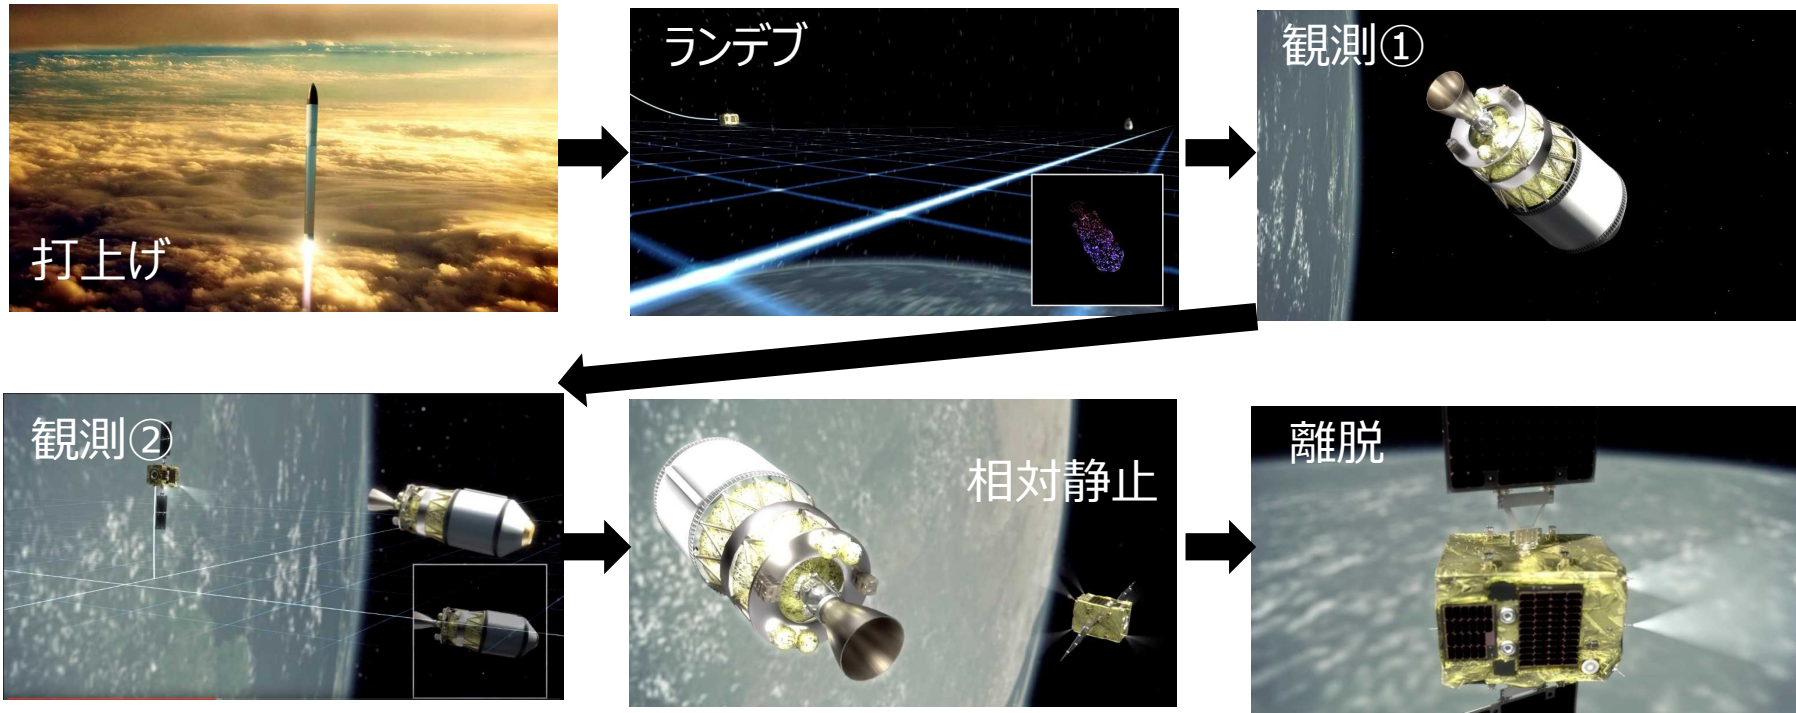 打上げ
ランデブ
観測①
観測②
相対静止
離脱